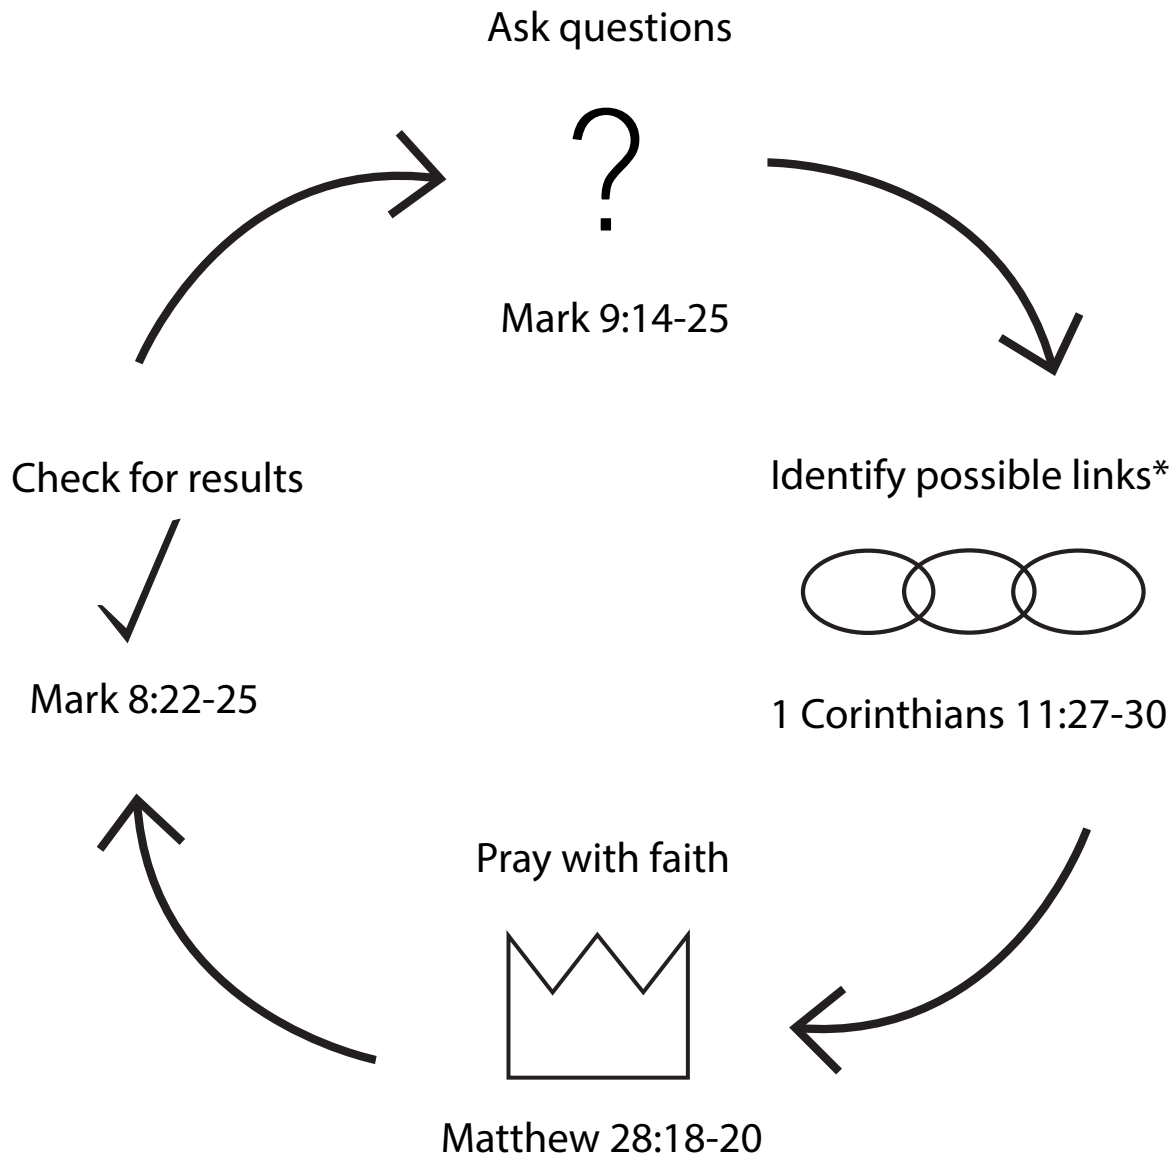 Ask questions
?
Mark 9:14-25
Identify possible links*
1 Corinthians 11:27-30
Pray with faith
Matthew 28:18-20
Check for results
Mark 8:22-25